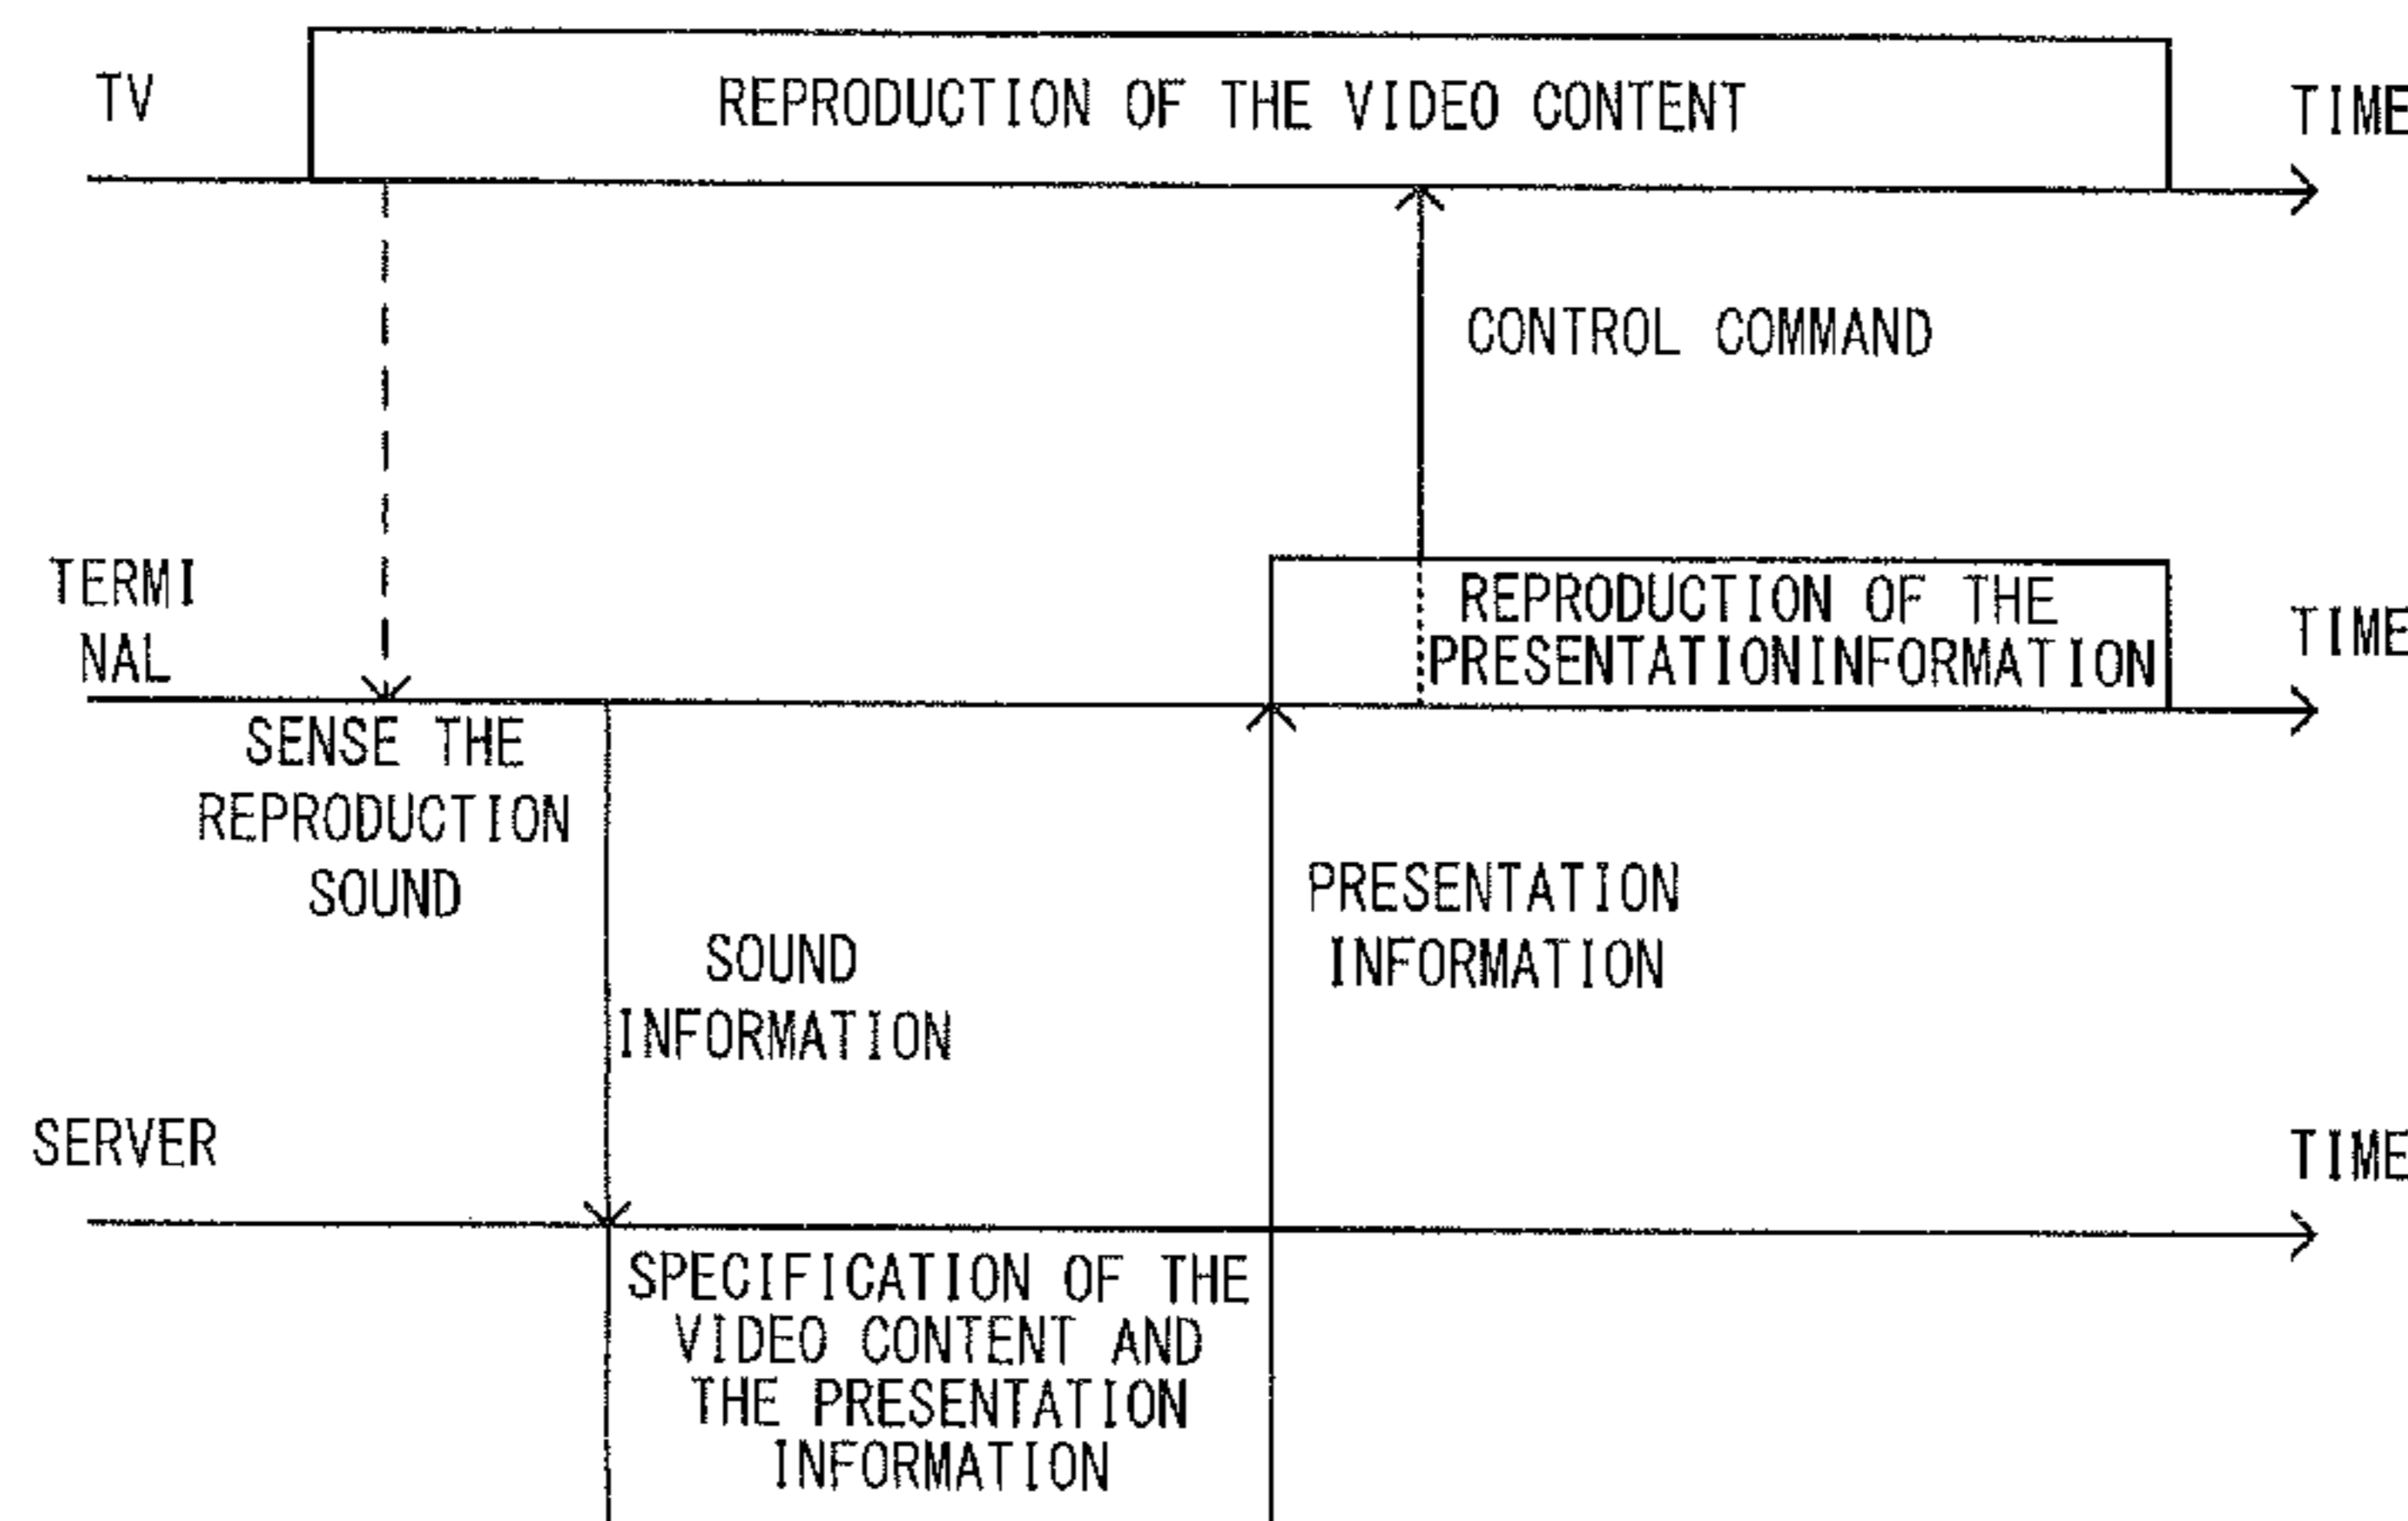 TV
REPRODUCTION OF THE VIDEO CONTENT
TIME
CONTROL COMMAND
TERMI
NAL
REPRODUCTION OF THE
PRESENTATIONINFORMATION
TIME
SENSE THE
REPRODUCTION
SOUND
SOUND
INFORMATION
PRESENTATION
INFORMATION
SERVER
TIME
SPECIFICATION OF THE
VIDEO CONTENT AND
THE PRESENTATION
INFORMATION